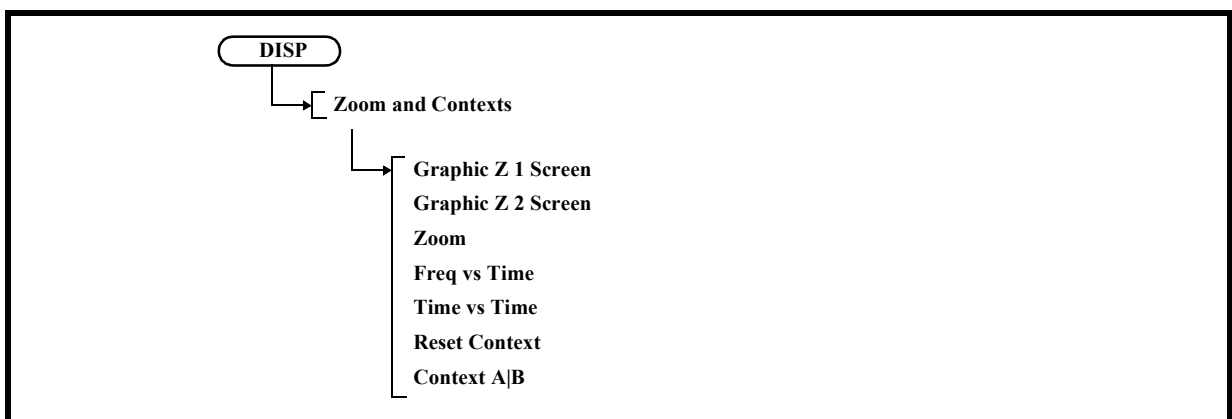 DISP
Zoom and Contexts
Graphic Z 1 Screen
Graphic Z 2 Screen
Zoom
Freq vs Time
Time vs Time
Reset Context
Context A|B